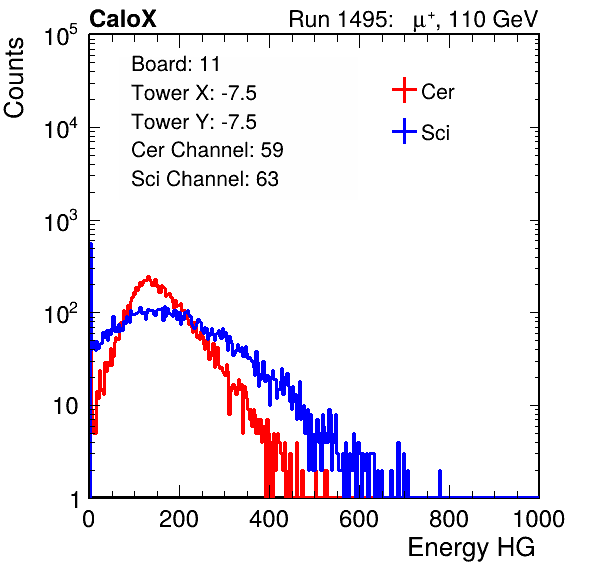 CaloX Run 1495: μ⁺, 110 GeV
Counts
Board: 11
Tower X: -7.5
Tower Y: -7.5
Cer Channel: 59
Sci Channel: 63
Cer
Sci
10⁵
10⁴
10³
10²
10
1
0 200 400 600 800 1000
Energy HG